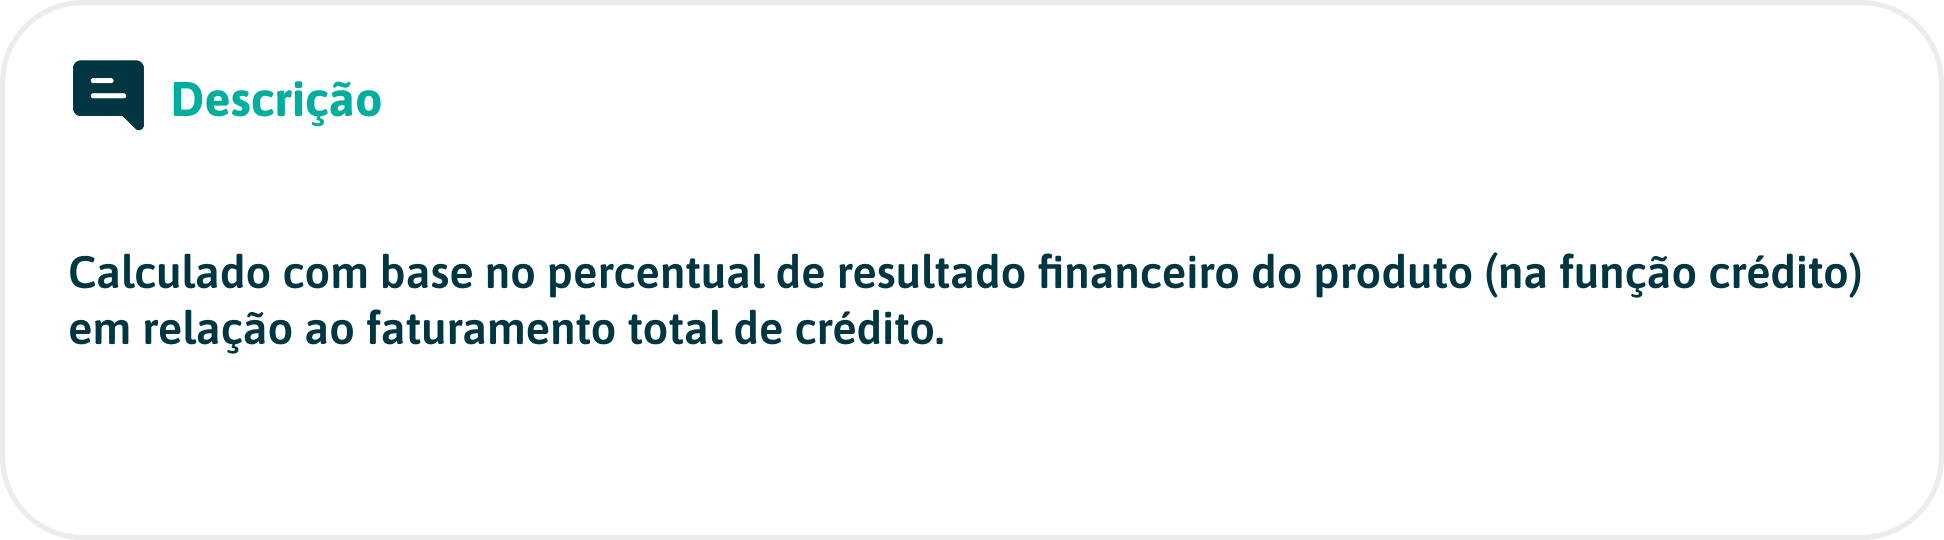 Descrição
Calculado com base no percentual de resultado financeiro do produto (na função crédito)
em relação ao faturamento total de crédito.